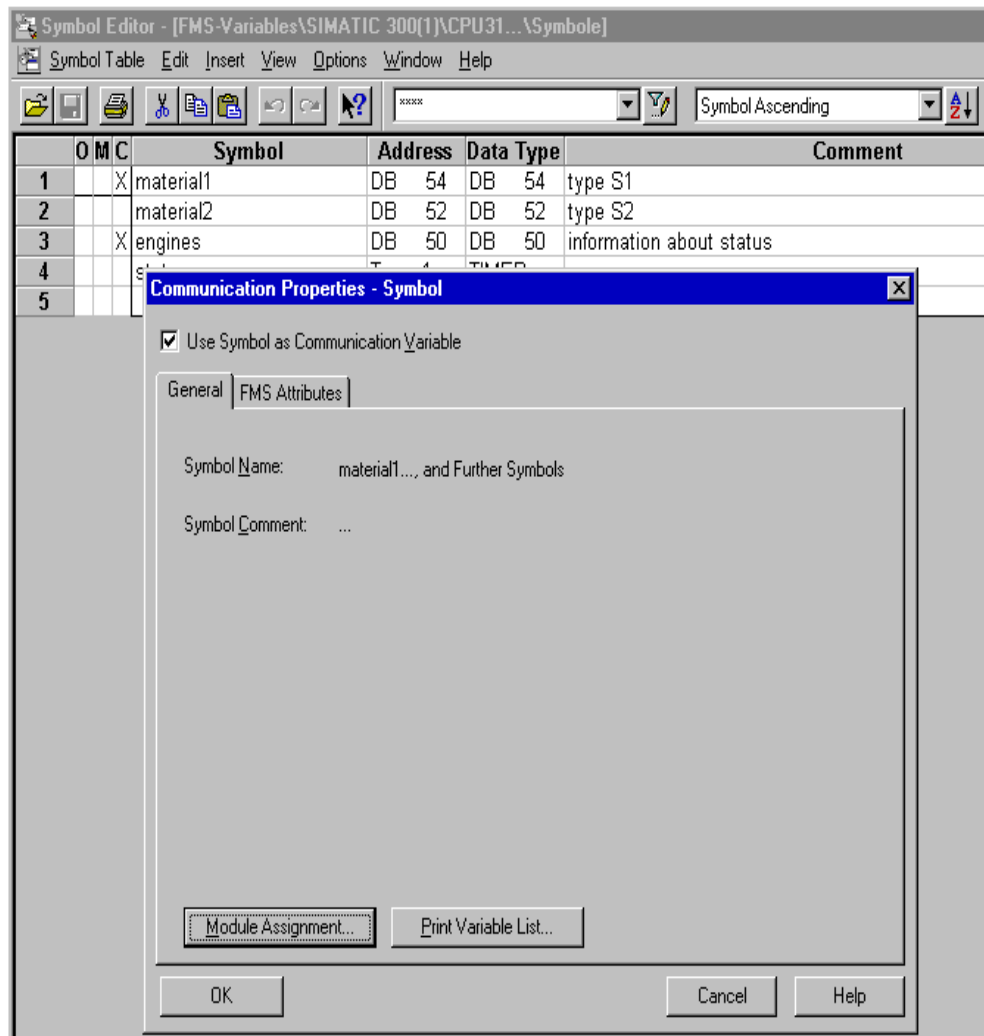 Symbol Editor - [FMS-Variables\SIMATIC 300(1)\CPU31...\Symbole]
Symbol Table Edit Insert View Options Window Help
**** Symbol Ascending
O M C Symbol Address Data Type Comment
1 X material1 DB 54 DB 54 type S1
2 material2 DB 52 DB 52 type S2
3 X engines DB 50 DB 50 information about status
4 TIMER
5
Communication Properties - Symbol
Use Symbol as Communication Variable
General FMS Attributes
Symbol Name: material1..., and Further Symbols
Symbol Comment: ...
Module Assignment... Print Variable List...
OK Cancel Help